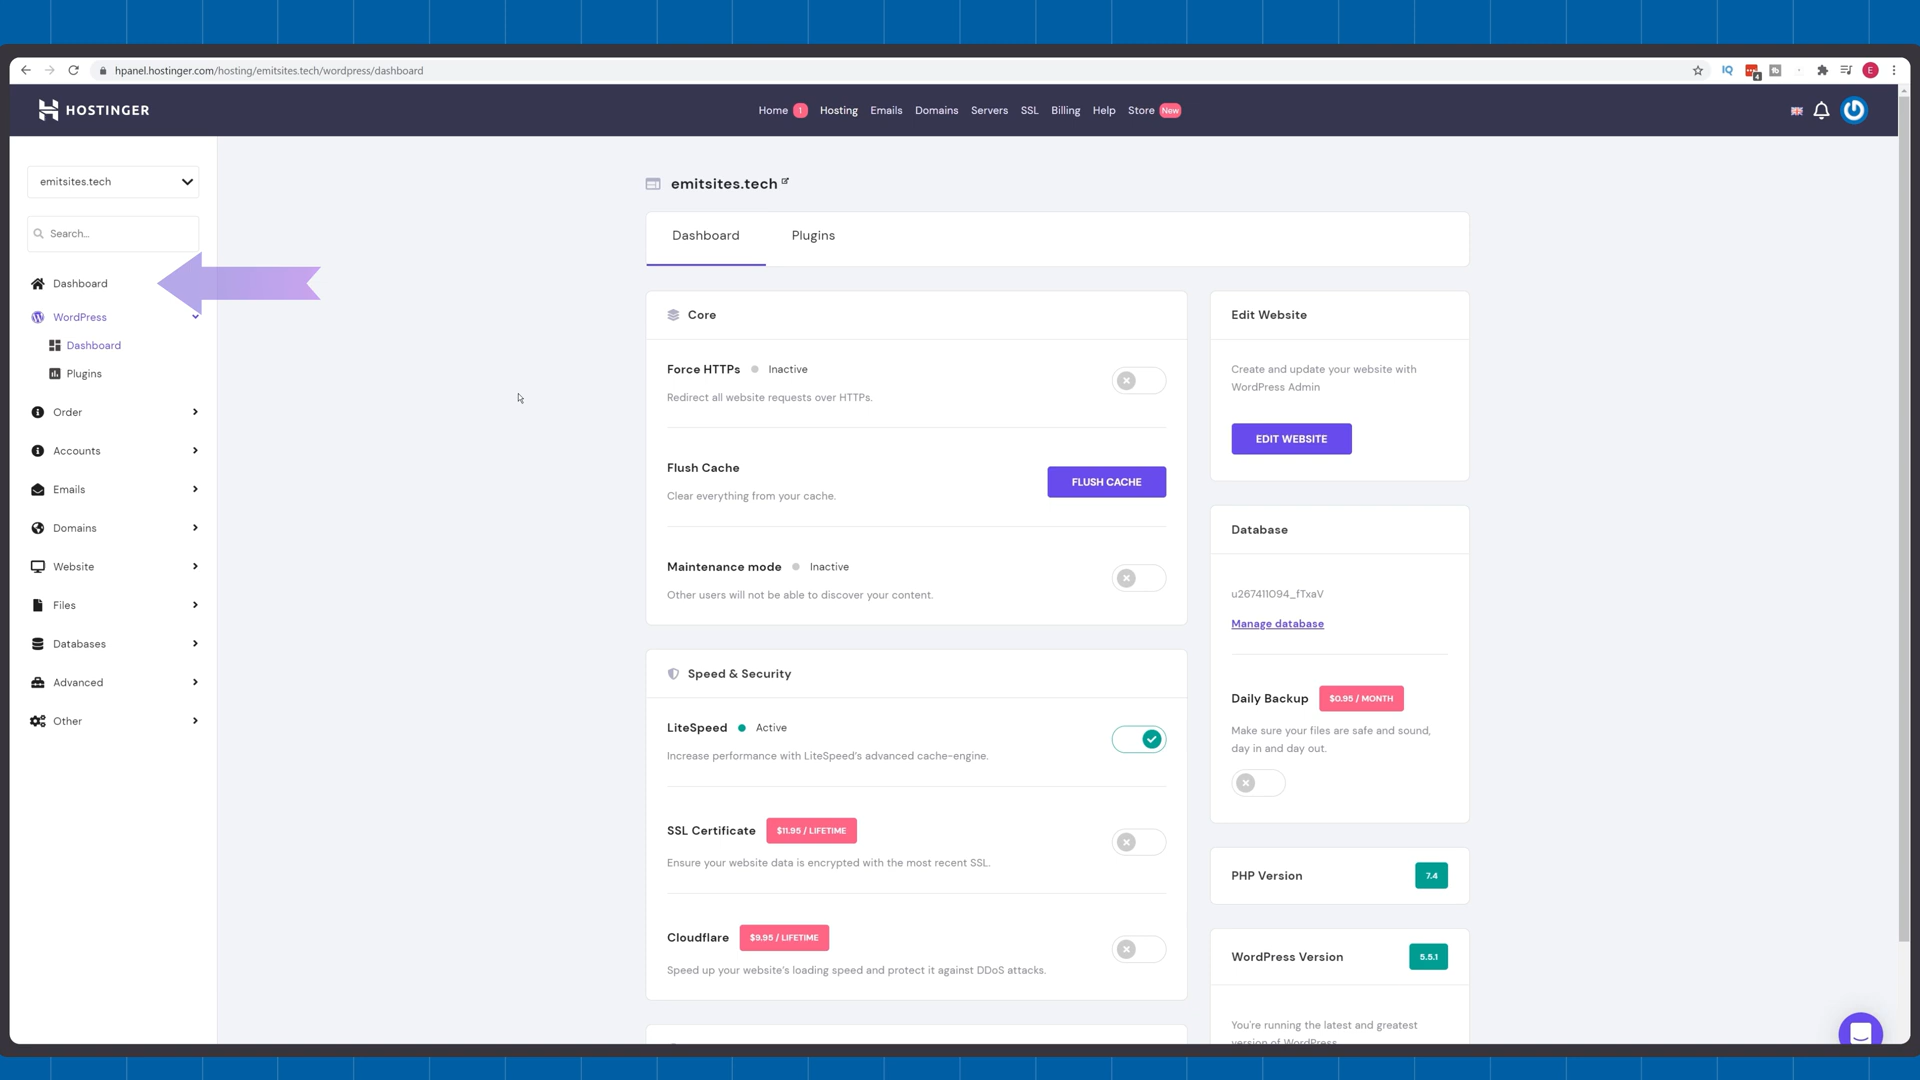 hpanel.hostinger.com/hosting/emitsites.tech/wordpress/dashboard
IQ
4
E
HOSTINGER
Home 1 Hosting Emails Domains Servers SSL Billing Help Store New
emitsites.tech
Search...
Dashboard
WordPress
Dashboard
Plugins
Order
Accounts
Emails
Domains
Website
Files
Databases
Advanced
Other
emitsites.tech
Dashboard Plugins
Core
Force HTTPs Inactive
Redirect all website requests over HTTPs.
Flush Cache
Clear everything from your cache.
FLUSH CACHE
Maintenance mode Inactive
Other users will not be able to discover your content.
Speed & Security
LiteSpeed Active
Increase performance with LiteSpeed's advanced cache-engine.
SSL Certificate $11.95 / LIFETIME
Ensure your website data is encrypted with the most recent SSL.
Cloudflare $9.95 / LIFETIME
Speed up your website's loading speed and protect it against DDoS attacks.
Edit Website
Create and update your website with
WordPress Admin
EDIT WEBSITE
Database
u267411094_fTxaV
Manage database
Daily Backup $0.95 / MONTH
Make sure your files are safe and sound,
day in and day out.
PHP Version 7.4
WordPress Version 5.5.1
You're running the latest and greatest
version of WordPress